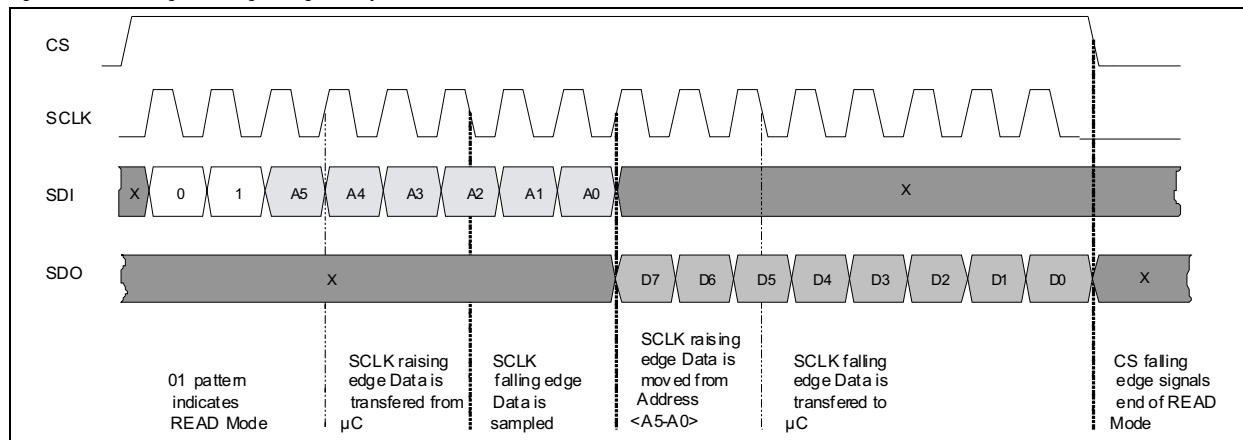 CS
SCLK
SDI
X 0 1 A5 A4 A3 A2 A1 A0 X
SDO
X D7 D6 D5 D4 D3 D2 D1 D0 X
01 pattern
indicates
READ Mode
SCLK raising
edge Data is
transfered from
µC
SCLK
falling edge
Data is
sampled
SCLK raising
edge Data is
moved from
Address
<A5-A0>
SCLK falling
edge Data is
transferred to
µC
CS falling
edge signals
end of READ
Mode